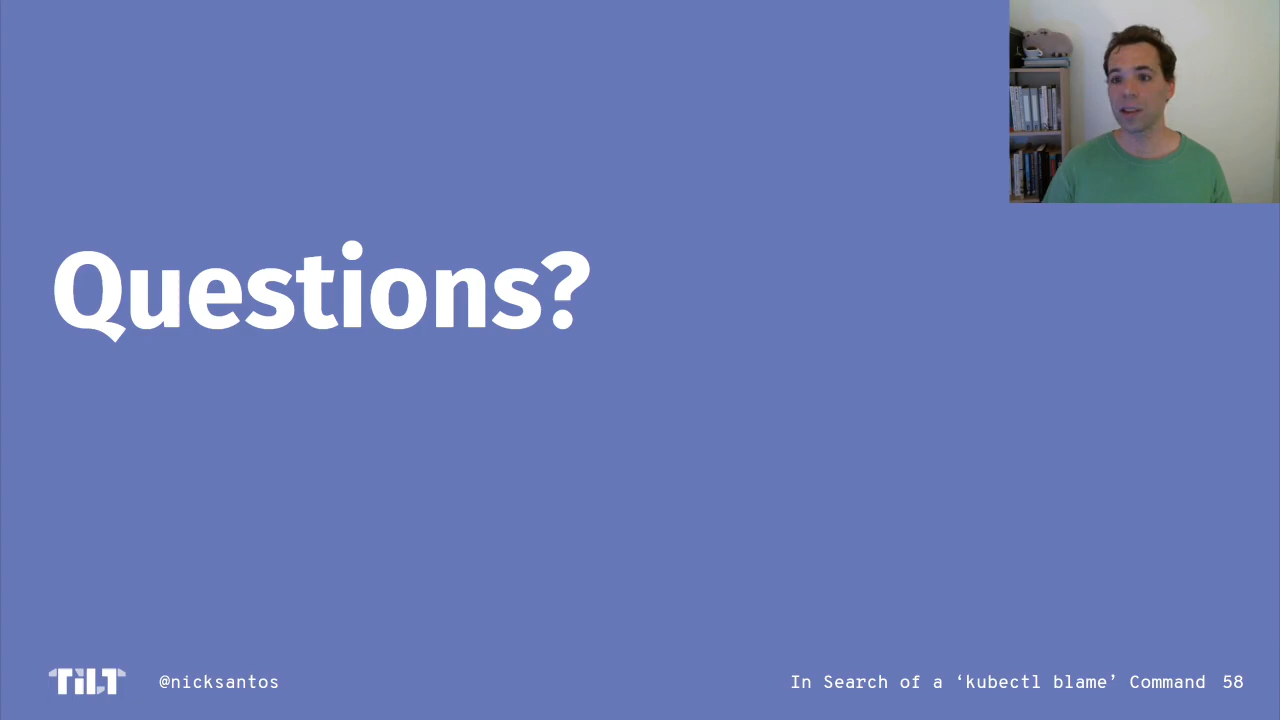 Questions?
TiLT
@nicksantos
In Search of a ‘kubectl blame’ Command 58